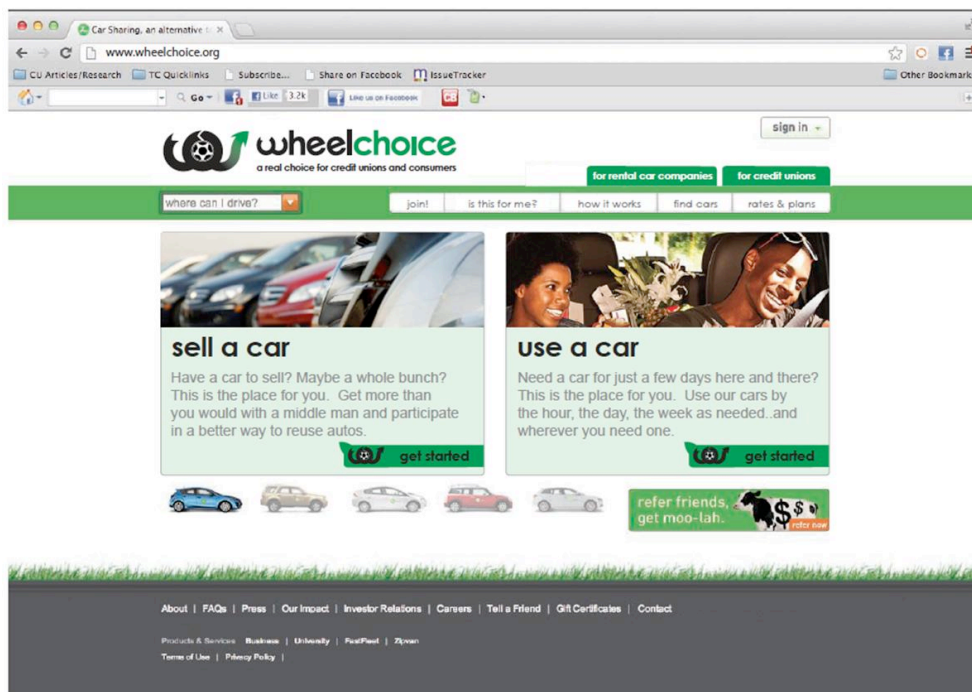 Car Sharing, an alternative t
www.wheelchoice.org
CU Articles/Research TC Quicklinks Subscribe... Share on Facebook IssueTracker Other Bookmark
Go Like 3.2k Like us on Facebook CB
wheelchoice
a real choice for credit unions and consumers
sign in
for rental car companies for credit unions
where can I drive? join! is this for me? how it works find cars rates & plans
sell a car
Have a car to sell? Maybe a whole bunch?
This is the place for you. Get more than
you would with a middle man and participate
in a better way to reuse autos.
get started
use a car
Need a car for just a few days here and there?
This is the place for you. Use our cars by
the hour, the day, the week as needed..and
wherever you need one.
get started
refer friends,
get moo-lah.
$$$
refer now
About | FAQs | Press | Our Impact | Investor Relations | Careers | Tell a Friend | Gift Certificates | Contact
Products & Services Business | University | FastFleet | Zipvan
Terms of Use | Privacy Policy |